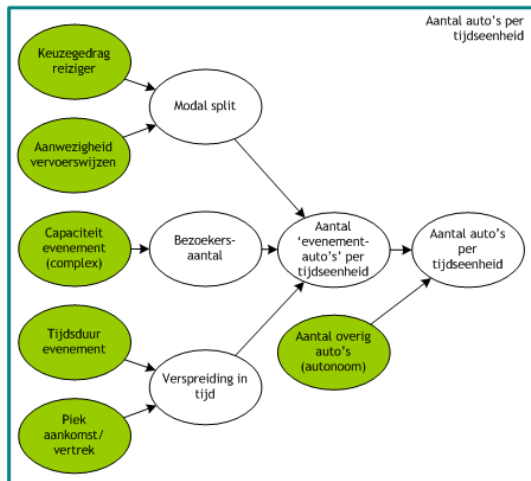 Aantal auto's per
tijdseenheid
Keuzegedrag
reiziger
Modal split
Aanwezigheid
vervoerswijzen
Capaciteit
evenement
(complex)
Bezoekers-
aantal
Aantal
'evenement-
auto's' per
tijdseenheid
Aantal auto's
per
tijdseenheid
Tijdsduur
evenement
Aantal overig
auto's
(autonoom)
Verspreiding in
tijd
Piek
aankomst/
vertrek